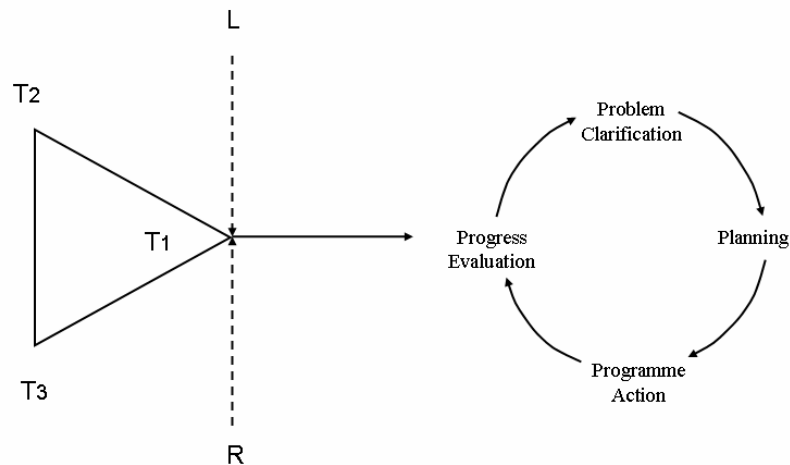 L
T2
T1
T3
R
Problem
Clarification
Planning
Programme
Action
Progress
Evaluation